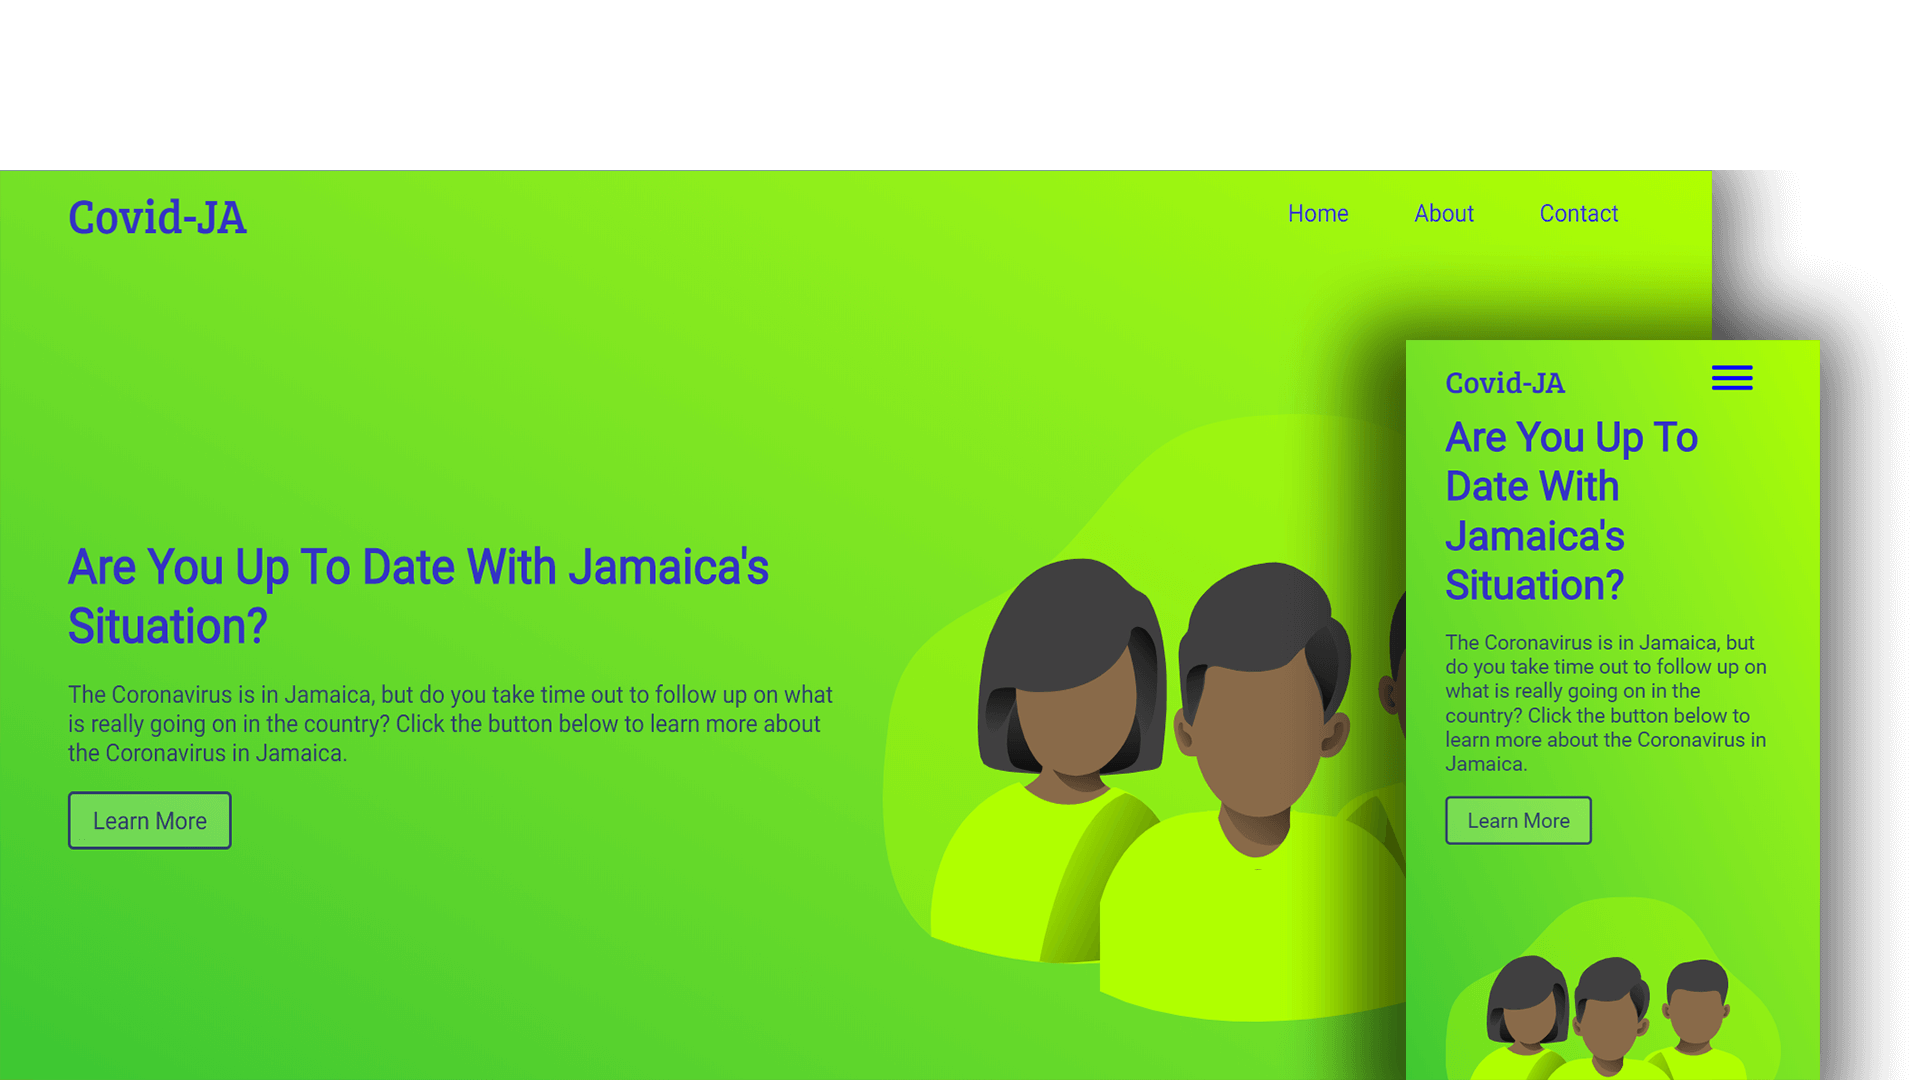 Covid-JA
Home
About
Contact
Are You Up To Date With Jamaica's
Situation?
The Coronavirus is in Jamaica, but do you take time out to follow up on what
is really going on in the country? Click the button below to learn more about
the Coronavirus in Jamaica.
Learn More
Covid-JA
Are You Up To
Date With
Jamaica's
Situation?
The Coronavirus is in Jamaica, but
do you take time out to follow up on
what is really going on in the
country? Click the button below to
learn more about the Coronavirus in
Jamaica.
Learn More